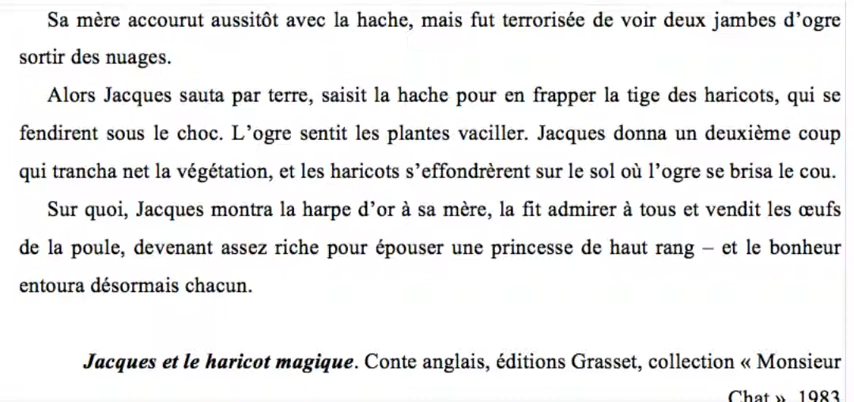 Sa mère accourut aussitôt avec la hache, mais fut terrorisée de voir deux jambes d’ogre
sortir des nuages.
Alors Jacques sauta par terre, saisit la hache pour en frapper la tige des haricots, qui se
fendirent sous le choc. L’ogre sentit les plantes vaciller. Jacques donna un deuxième coup
qui trancha net la végétation, et les haricots s’effondrèrent sur le sol où l’ogre se brisa le cou.
Sur quoi, Jacques montra la harpe d’or à sa mère, la fit admirer à tous et vendit les œufs
de la poule, devenant assez riche pour épouser une princesse de haut rang – et le bonheur
entoura désormais chacun.
Jacques et le haricot magique. Conte anglais, éditions Grasset, collection « Monsieur
Chat », 1983